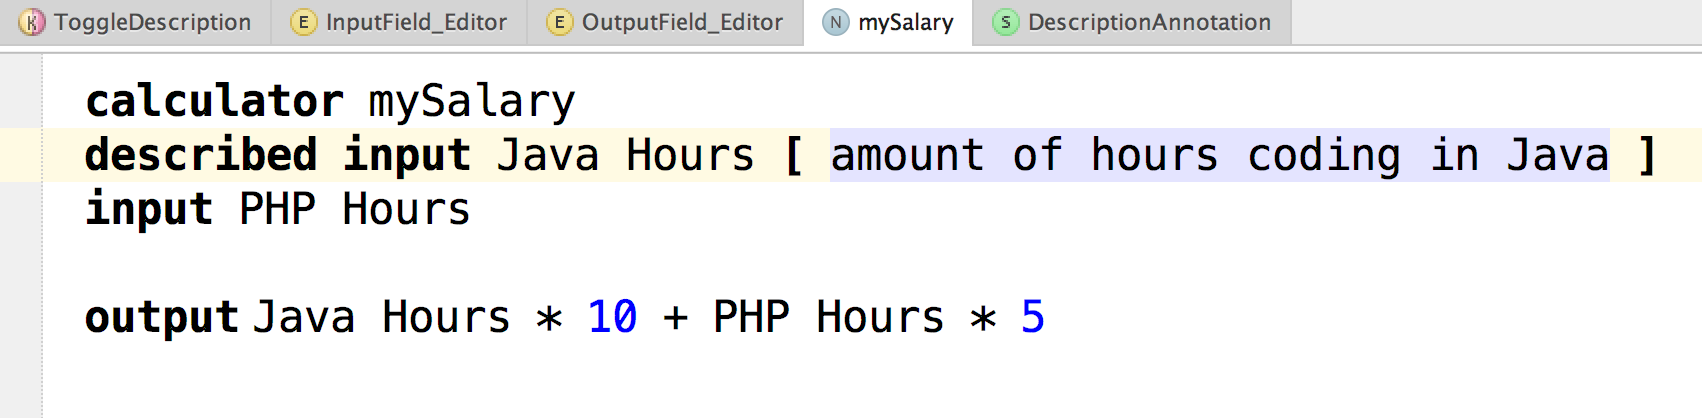 K ToggleDescription E InputField_Editor E OutputField_Editor N mySalary S DescriptionAnnotation
calculator mySalary
described input Java Hours [ amount of hours coding in Java ]
input PHP Hours
output Java Hours * 10 + PHP Hours * 5